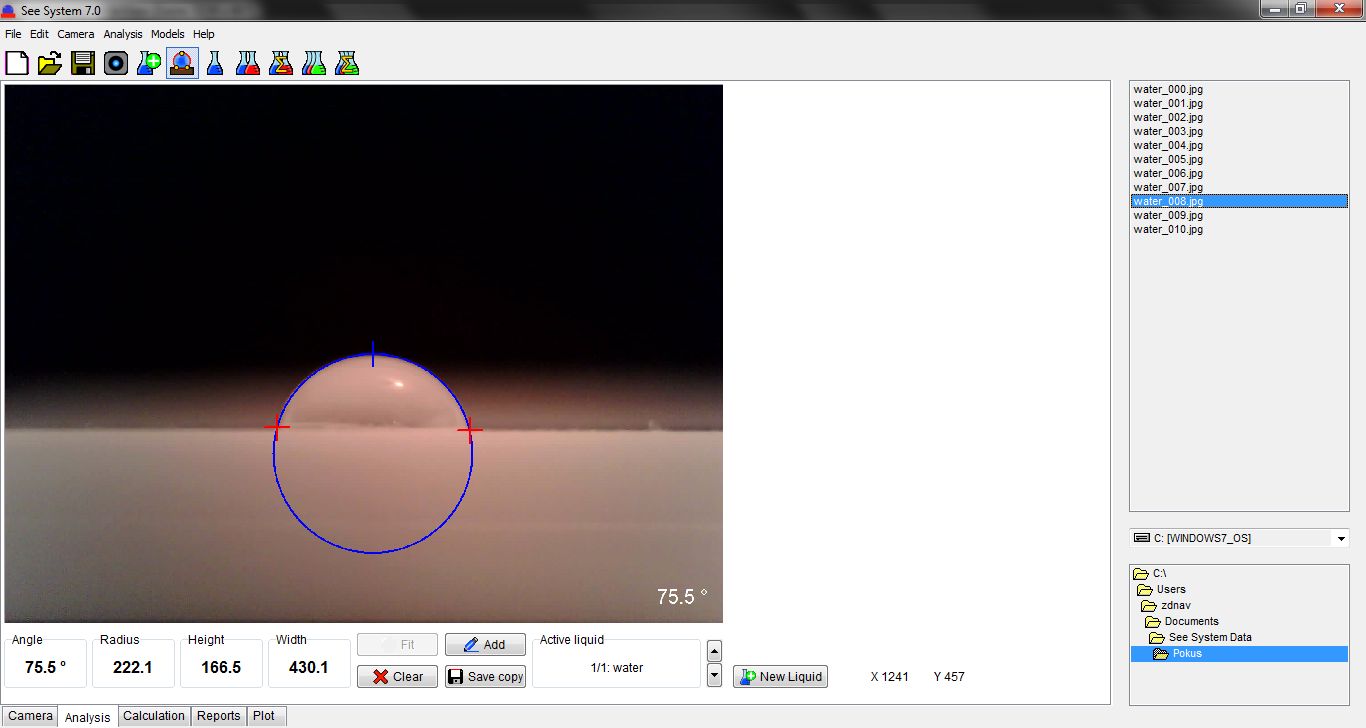 See System 7.0
File Edit Camera Analysis Models Help
water_000.jpg
water_001.jpg
water_002.jpg
water_003.jpg
water_004.jpg
water_005.jpg
water_006.jpg
water_007.jpg
water_008.jpg
water_009.jpg
water_010.jpg
C: [WINDOWS7_OS]
C:\
Users
zdnav
Documents
See System Data
Pokus
75.5 °
Angle Radius Height Width Fit Add Active liquid
75.5 ° 222.1 166.5 430.1 1/1: water
Clear Save copy New Liquid X 1241 Y 457
Camera Analysis Calculation Reports Plot